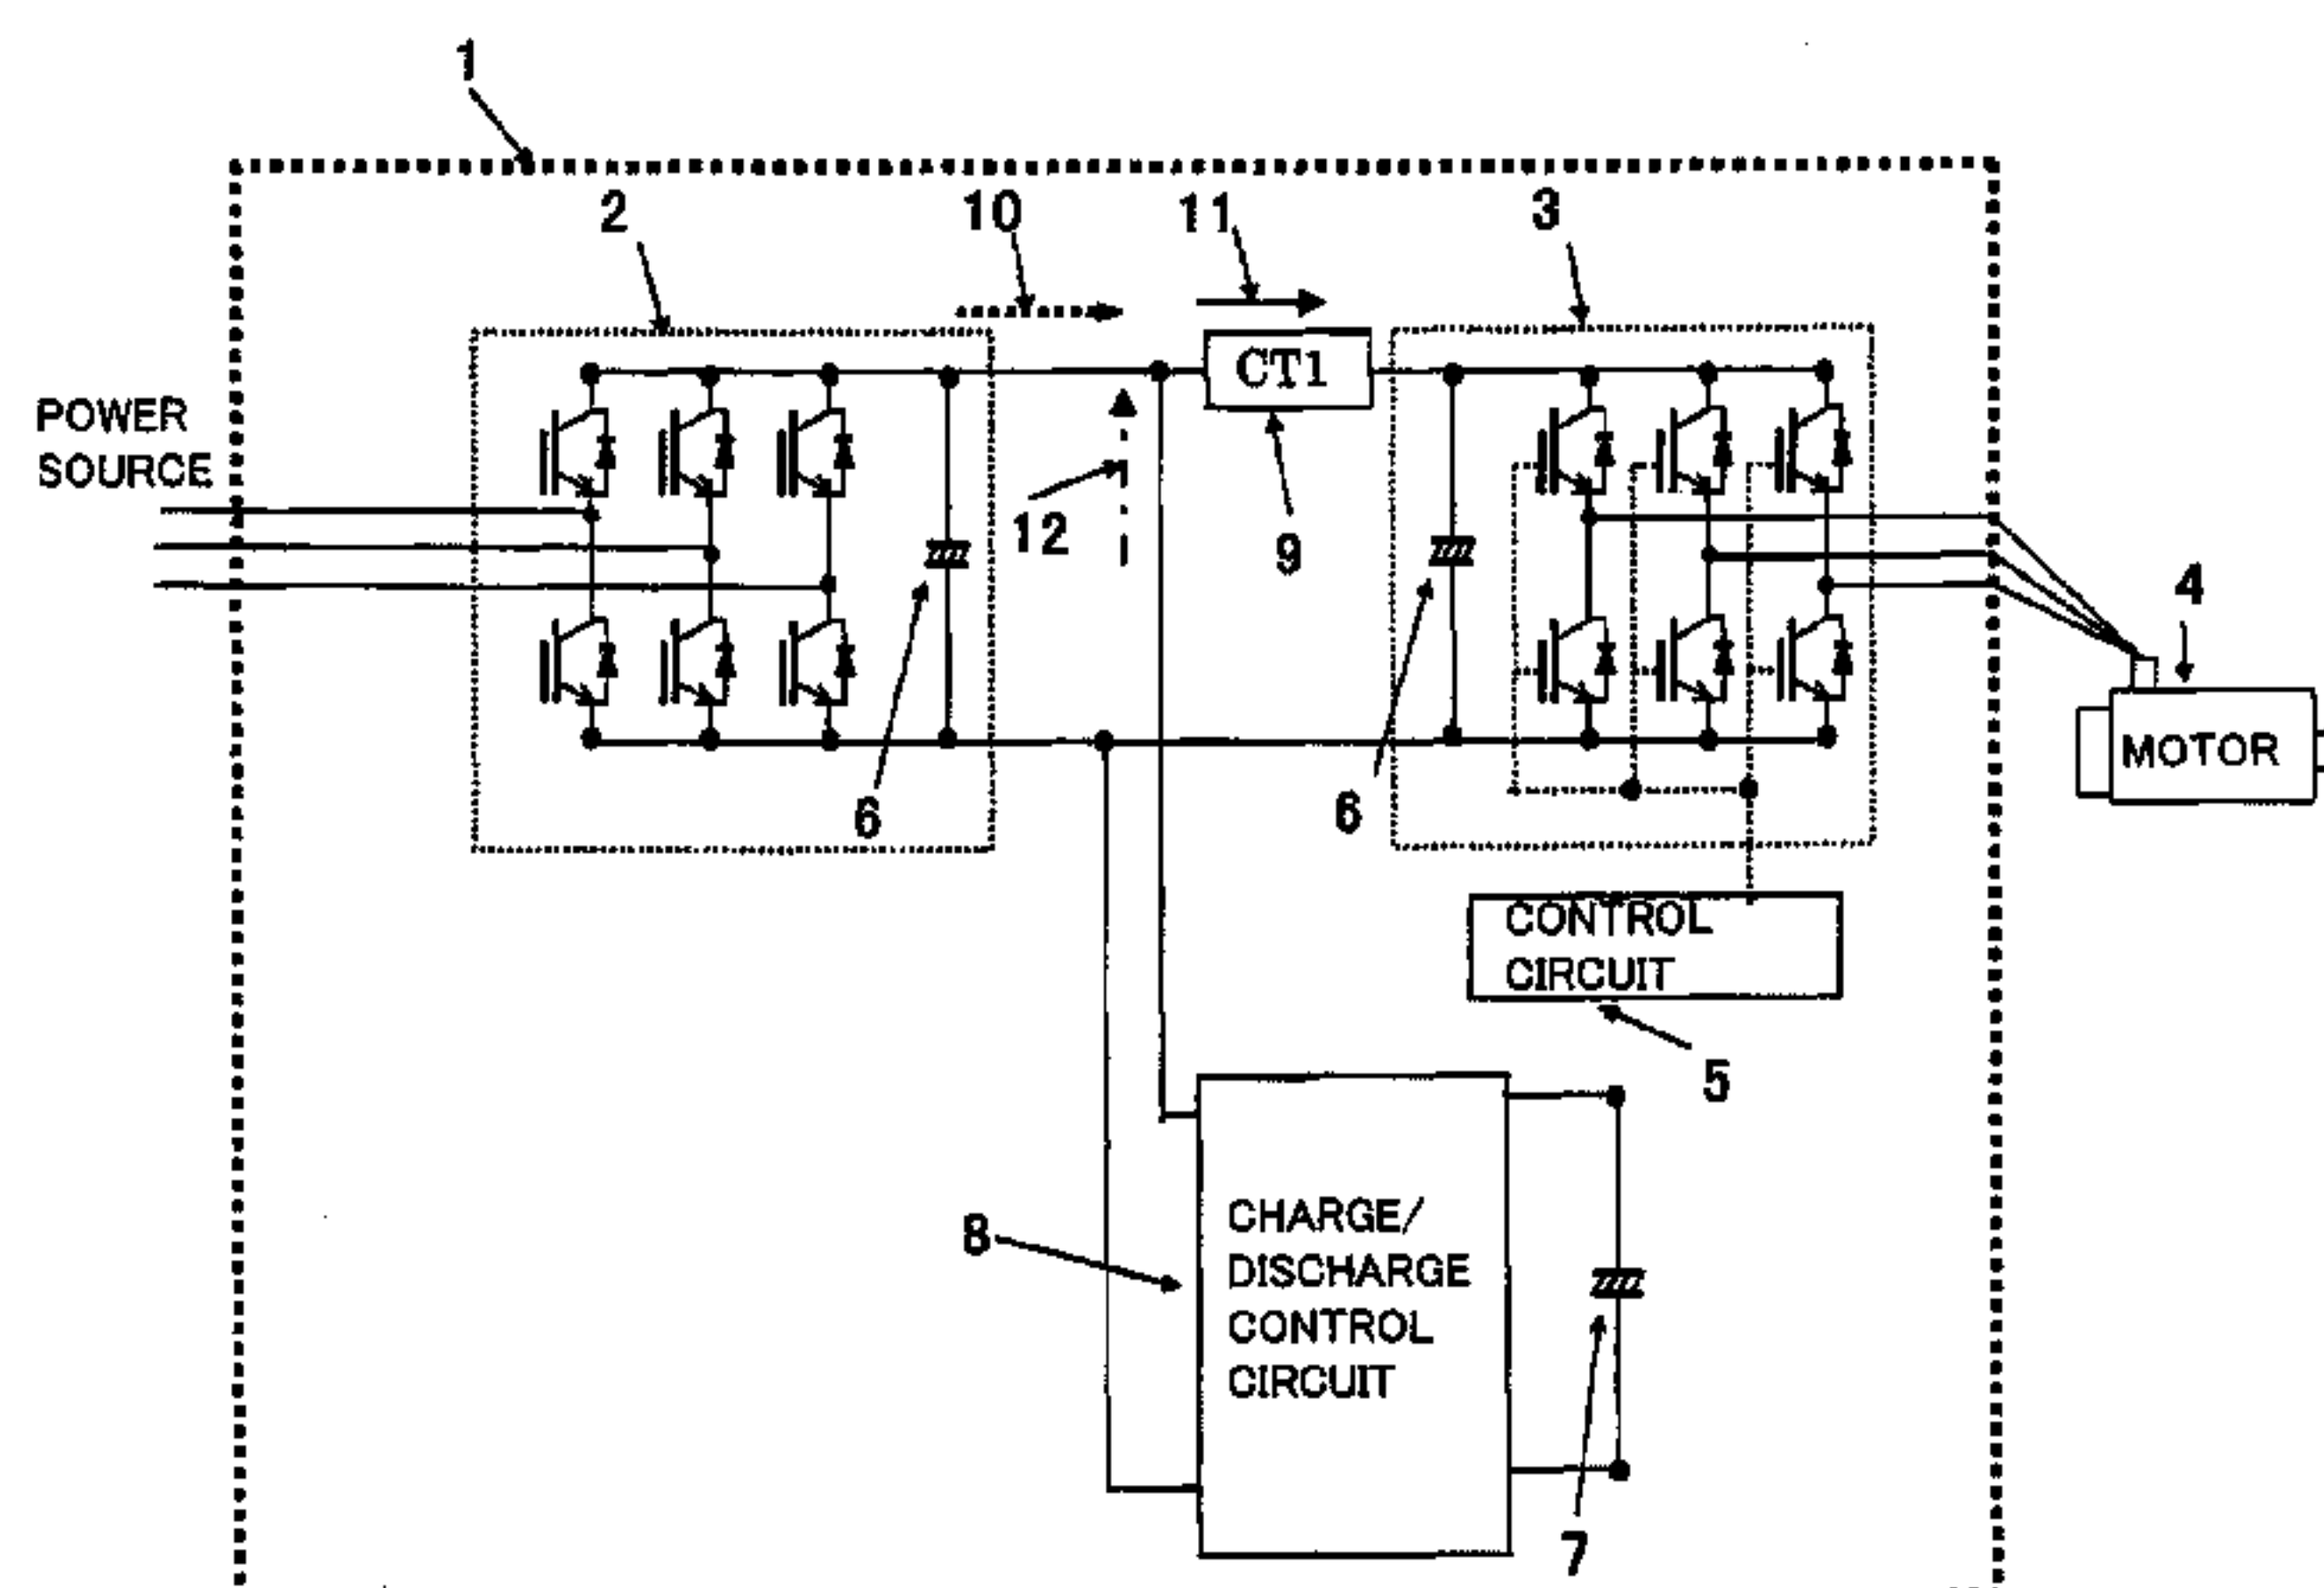 1
2
10
11
3
CT1
POWER
SOURCE
12
9
4
6
6
MOTOR
CONTROL
CIRCUIT
5
8
CHARGE/
DISCHARGE
CONTROL
CIRCUIT
7